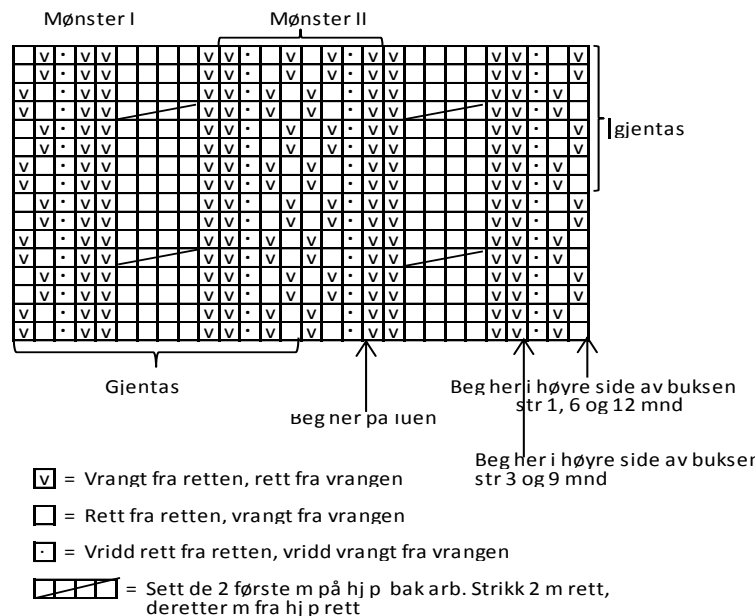 Mønster I Mønster II
gjentas
Gjentas
Beg her på luen
Beg her i høyre side av buksen
str 1, 6 og 12 mnd
Beg her i høyre side av buksen
str 3 og 9 mnd
v = Vrangt fra retten, rett fra vrangen
= Rett fra retten, vrangt fra vrangen
· = Vridd rett fra retten, vridd vrangt fra vrangen
= Sett de 2 første m på hj p bak arb. Strikk 2 m rett,
deretter m fra hj p rett